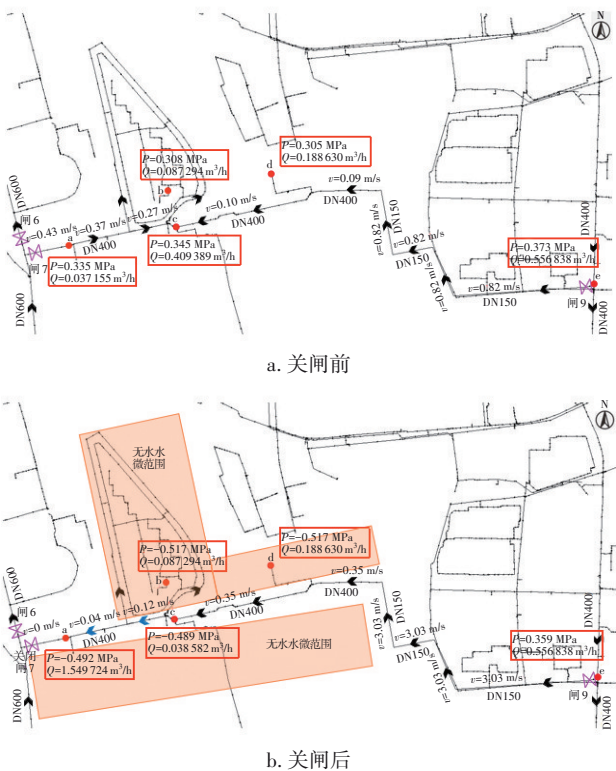 N
P=0.305 MPa
Q=0.188 630 m³/h
P=0.308 MPa
Q=0.087 294 m³/h
d
v=0.09 m/s
DN400
b
DN600
闸6
v=0.43 m/s
v=0.37 m/s
v=0.27 m/s
v=0.10 m/s
DN400
c
a
DN400
闸7
P=0.345 MPa
Q=0.409 389 m³/h
P=0.335 MPa
Q=0.037 155 m³/h
DN600
DN150
v=0.82 m/s
v=0.82 m/s
DN150
v=0.82 m/s
v=0.82 m/s
DN150
P=0.373 MPa
Q=0.556 838 m³/h
DN400
e
闸9
DN400
a. 关闸前
N
无水水
微范围
P=-0.517 MPa
Q=0.087 294 m³/h
P=-0.517 MPa
Q=0.188 630 m³/h
d
v=0.35 m/s
DN400
b
DN600
闸6
v=0 m/s
v=0.04 m/s
v=0.12 m/s
v=0.35 m/s
DN400
c
a
DN400
关闭
闸7
P=-0.489 MPa
Q=0.038 582 m³/h
无水水微范围
P=-0.492 MPa
Q=1.549 724 m³/h
DN600
DN150
v=3.03 m/s
v=3.03 m/s
DN150
v=3.03 m/s
v=3.03 m/s
DN150
P=0.359 MPa
Q=0.556 838 m³/h
DN400
e
闸9
DN400
b. 关闸后